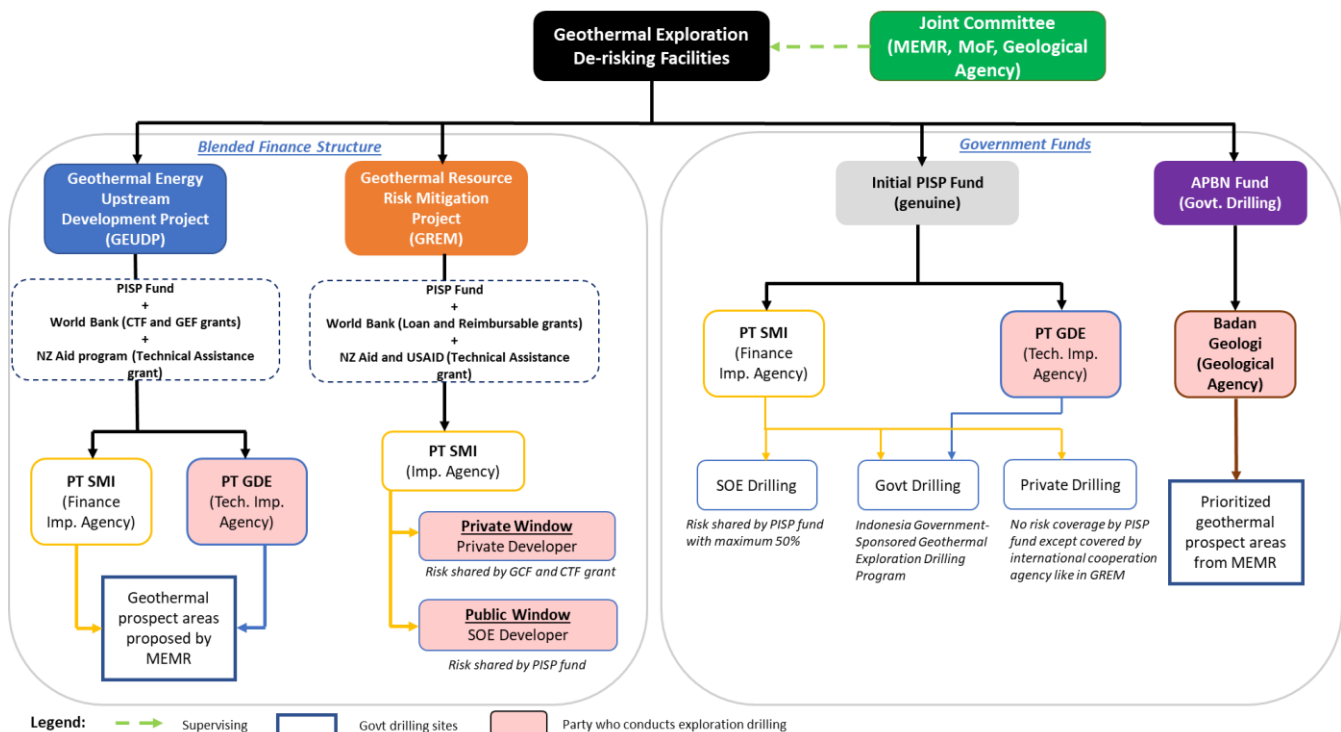 Geothermal Exploration
De-risking Facilities
Joint Committee
(MEMR, MoF, Geological
Agency)
Blended Finance Structure
Government Funds
Geothermal Energy
Upstream
Development Project
(GEUDP)
Geothermal Resource
Risk Mitigation
Project
(GREM)
Initial PISP Fund
(genuine)
APBN Fund
(Govt. Drilling)
PISP Fund
+
World Bank (CTF and GEF grants)
+
NZ Aid program (Technical Assistance
grant)
PISP Fund
+
World Bank (Loan and Reimbursable grants)
+
NZ Aid and USAID (Technical Assistance
grant)
PT SMI
(Finance
Imp. Agency)
PT GDE
(Tech. Imp.
Agency)
Badan
Geologi
(Geological
Agency)
PT SMI
(Finance
Imp. Agency)
PT GDE
(Tech. Imp.
Agency)
PT SMI
(Imp. Agency)
SOE Drilling
Govt Drilling
Private Drilling
Risk shared by PISP fund
with maximum 50%
Indonesia Government-
Sponsored Geothermal
Exploration Drilling
Program
No risk coverage by PISP
fund except covered by
international cooperation
agency like in GREM
Prioritized
geothermal
prospect areas
from MEMR
Private Window
Private Developer
Risk shared by GCF and CTF grant
Public Window
SOE Developer
Risk shared by PISP fund
Geothermal
prospect areas
proposed by
MEMR
Legend:
Supervising
Govt drilling sites
Party who conducts exploration drilling